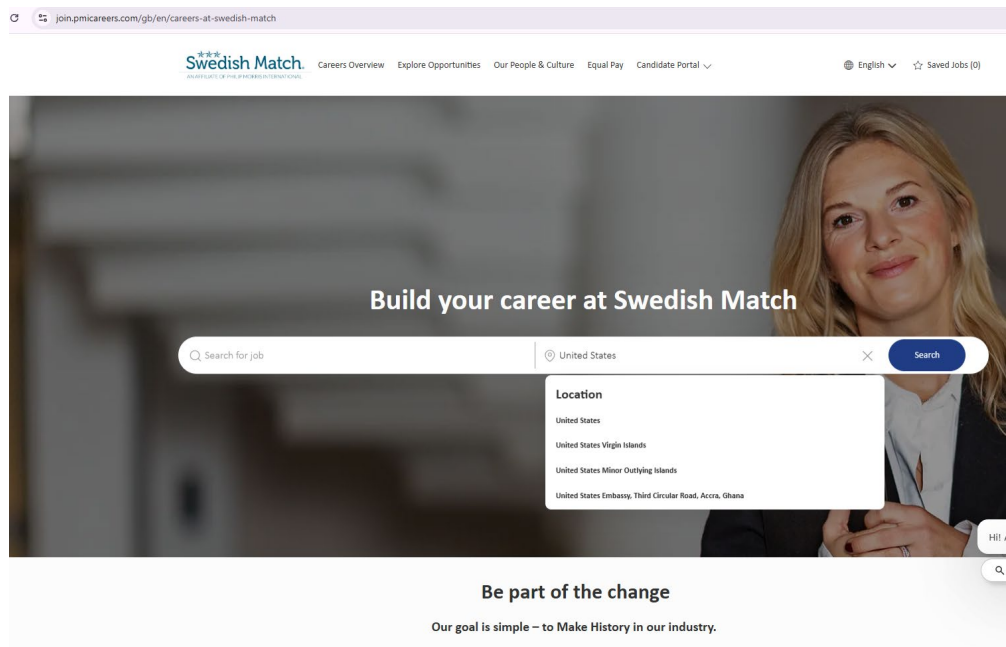 join.pmicareers.com/gb/en/careers-at-swedish-match
Swedish Match.
AN AFFILIATE OF PHILIP MORRIS INTERNATIONAL
Careers Overview Explore Opportunities Our People & Culture Equal Pay Candidate Portal
English Saved Jobs (0)
Build your career at Swedish Match
Search for job United States Search
Location
United States
United States Virgin Islands
United States Minor Outlying Islands
United States Embassy, Third Circular Road, Accra, Ghana
Hi!
Be part of the change
Our goal is simple – to Make History in our industry.